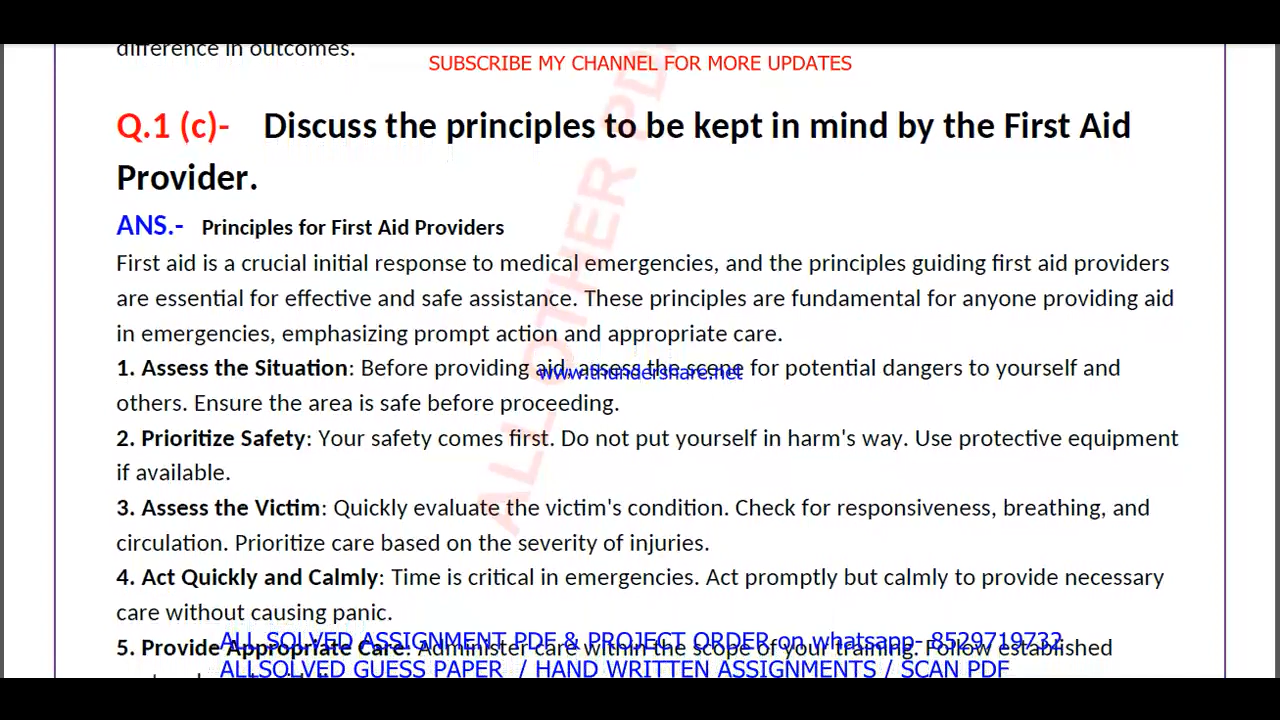 difference in outcomes.
SUBSCRIBE MY CHANNEL FOR MORE UPDATES
Q.1 (c)- Discuss the principles to be kept in mind by the First Aid
Provider.
ANS.- Principles for First Aid Providers
First aid is a crucial initial response to medical emergencies, and the principles guiding first aid providers
are essential for effective and safe assistance. These principles are fundamental for anyone providing aid
in emergencies, emphasizing prompt action and appropriate care.
1. Assess the Situation: Before providing aid, assess the scene for potential dangers to yourself and
www.thundershare.net
others. Ensure the area is safe before proceeding.
2. Prioritize Safety: Your safety comes first. Do not put yourself in harm's way. Use protective equipment
if available.
3. Assess the Victim: Quickly evaluate the victim's condition. Check for responsiveness, breathing, and
circulation. Prioritize care based on the severity of injuries.
4. Act Quickly and Calmly: Time is critical in emergencies. Act promptly but calmly to provide necessary
care without causing panic.
ALL SOLVED ASSIGNMENT PDF & PROJECT ORDER on whatsapp- 8529719732
5. Provide Appropriate Care: Administer care within the scope of your training. Follow established
ALLSOLVED GUESS PAPER / HAND WRITTEN ASSIGNMENTS / SCAN PDF
ALL OTHER PDF